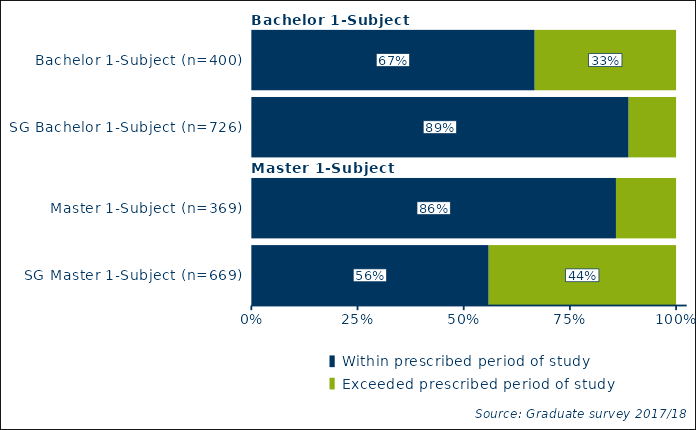 Bachelor 1-Subject
Bachelor 1-Subject (n=400)
67%
33%
SG Bachelor 1-Subject (n=726)
89%
Master 1-Subject
Master 1-Subject (n=369)
86%
SG Master 1-Subject (n=669)
56%
44%
0%
25%
50%
75%
100%
Within prescribed period of study
Exceeded prescribed period of study
Source: Graduate survey 2017/18